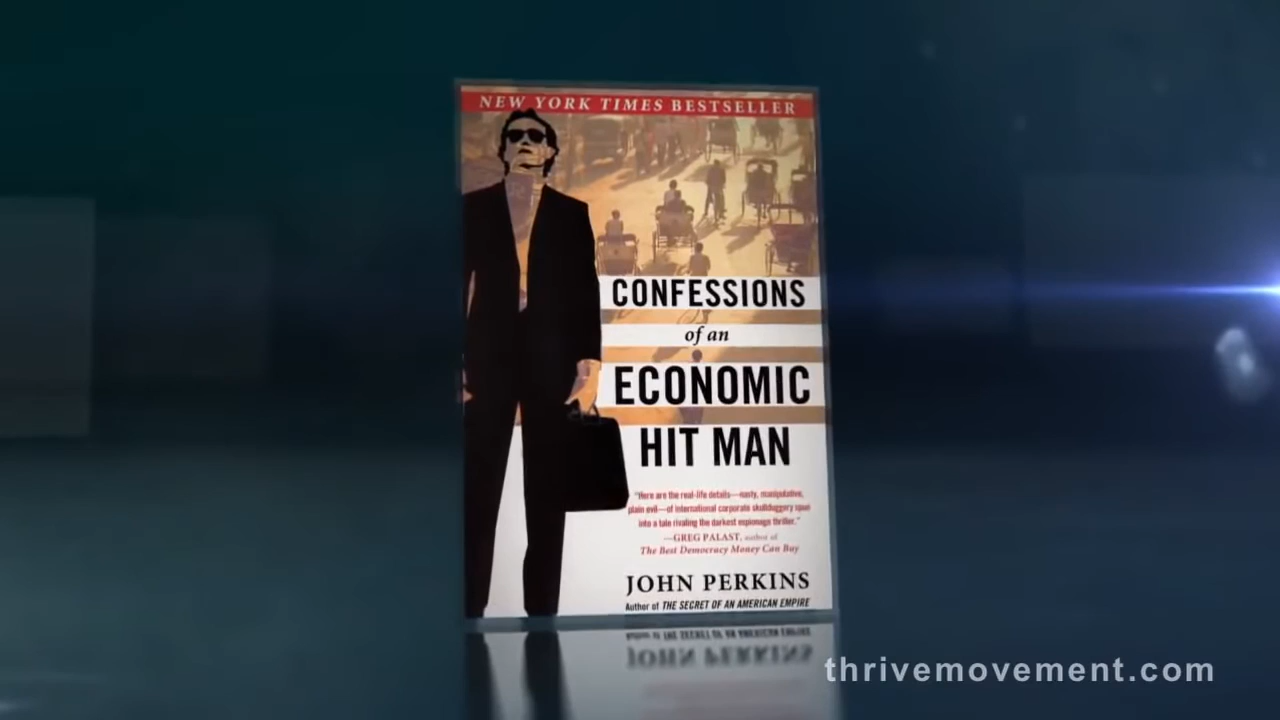 NEW YORK TIMES BESTSELLER
CONFESSIONS
of an
ECONOMIC
HIT MAN
"Here are the real-life details—nasty, manipulative,
plain evil—of international corporate skullduggery spun
into a tale rivaling the darkest espionage thriller."
—GREG PALAST, author of
The Best Democracy Money Can Buy
JOHN PERKINS
Author of THE SECRET OF AN AMERICAN EMPIRE
thrivemovement.com